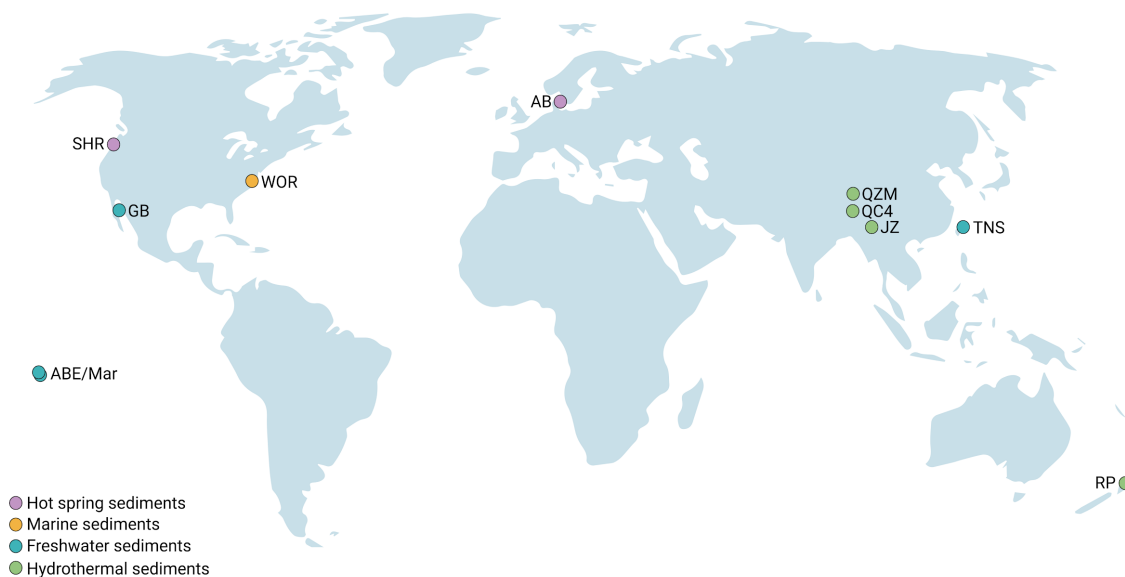 AB
SHR
WOR
QZM
GB
QC4
JZ
TNS
ABE/Mar
RP
Hot spring sediments
Marine sediments
Freshwater sediments
Hydrothermal sediments